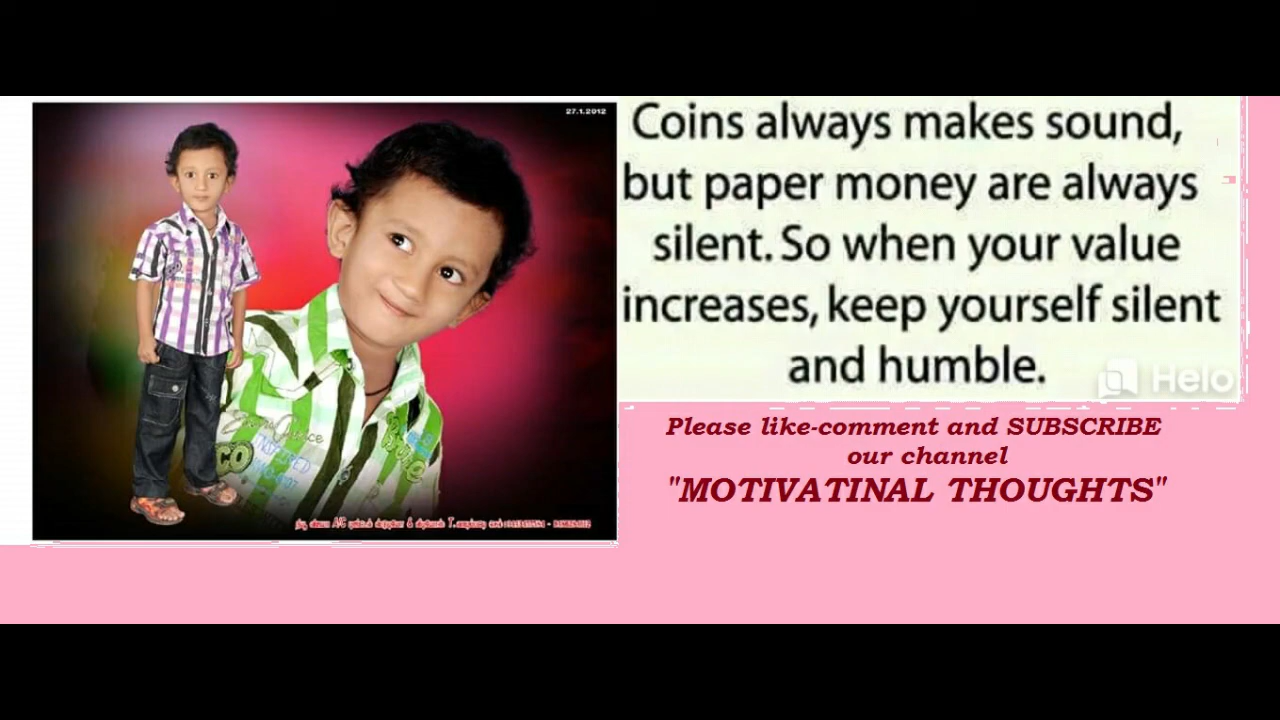 27.1.2012
Coins always makes sound,
but paper money are always
silent. So when your value
increases, keep yourself silent
and humble.
Helo
Please like-comment and SUBSCRIBE
our channel
"MOTIVATINAL THOUGHTS"